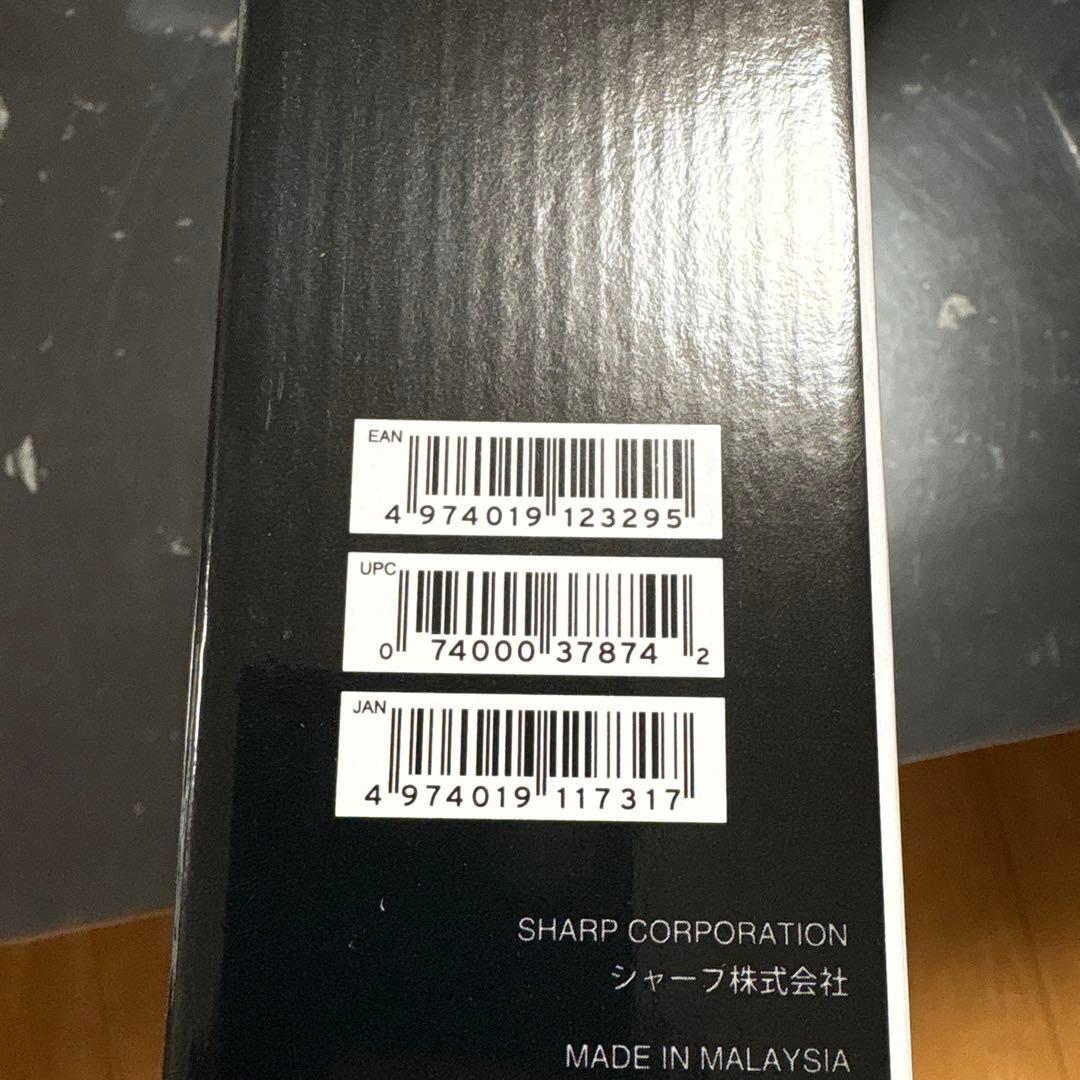 EAN
4 974019 123295
UPC
0 74000 37874 2
JAN
4 974019 117317
SHARP CORPORATION
シャープ株式会社
MADE IN MALAYSIA